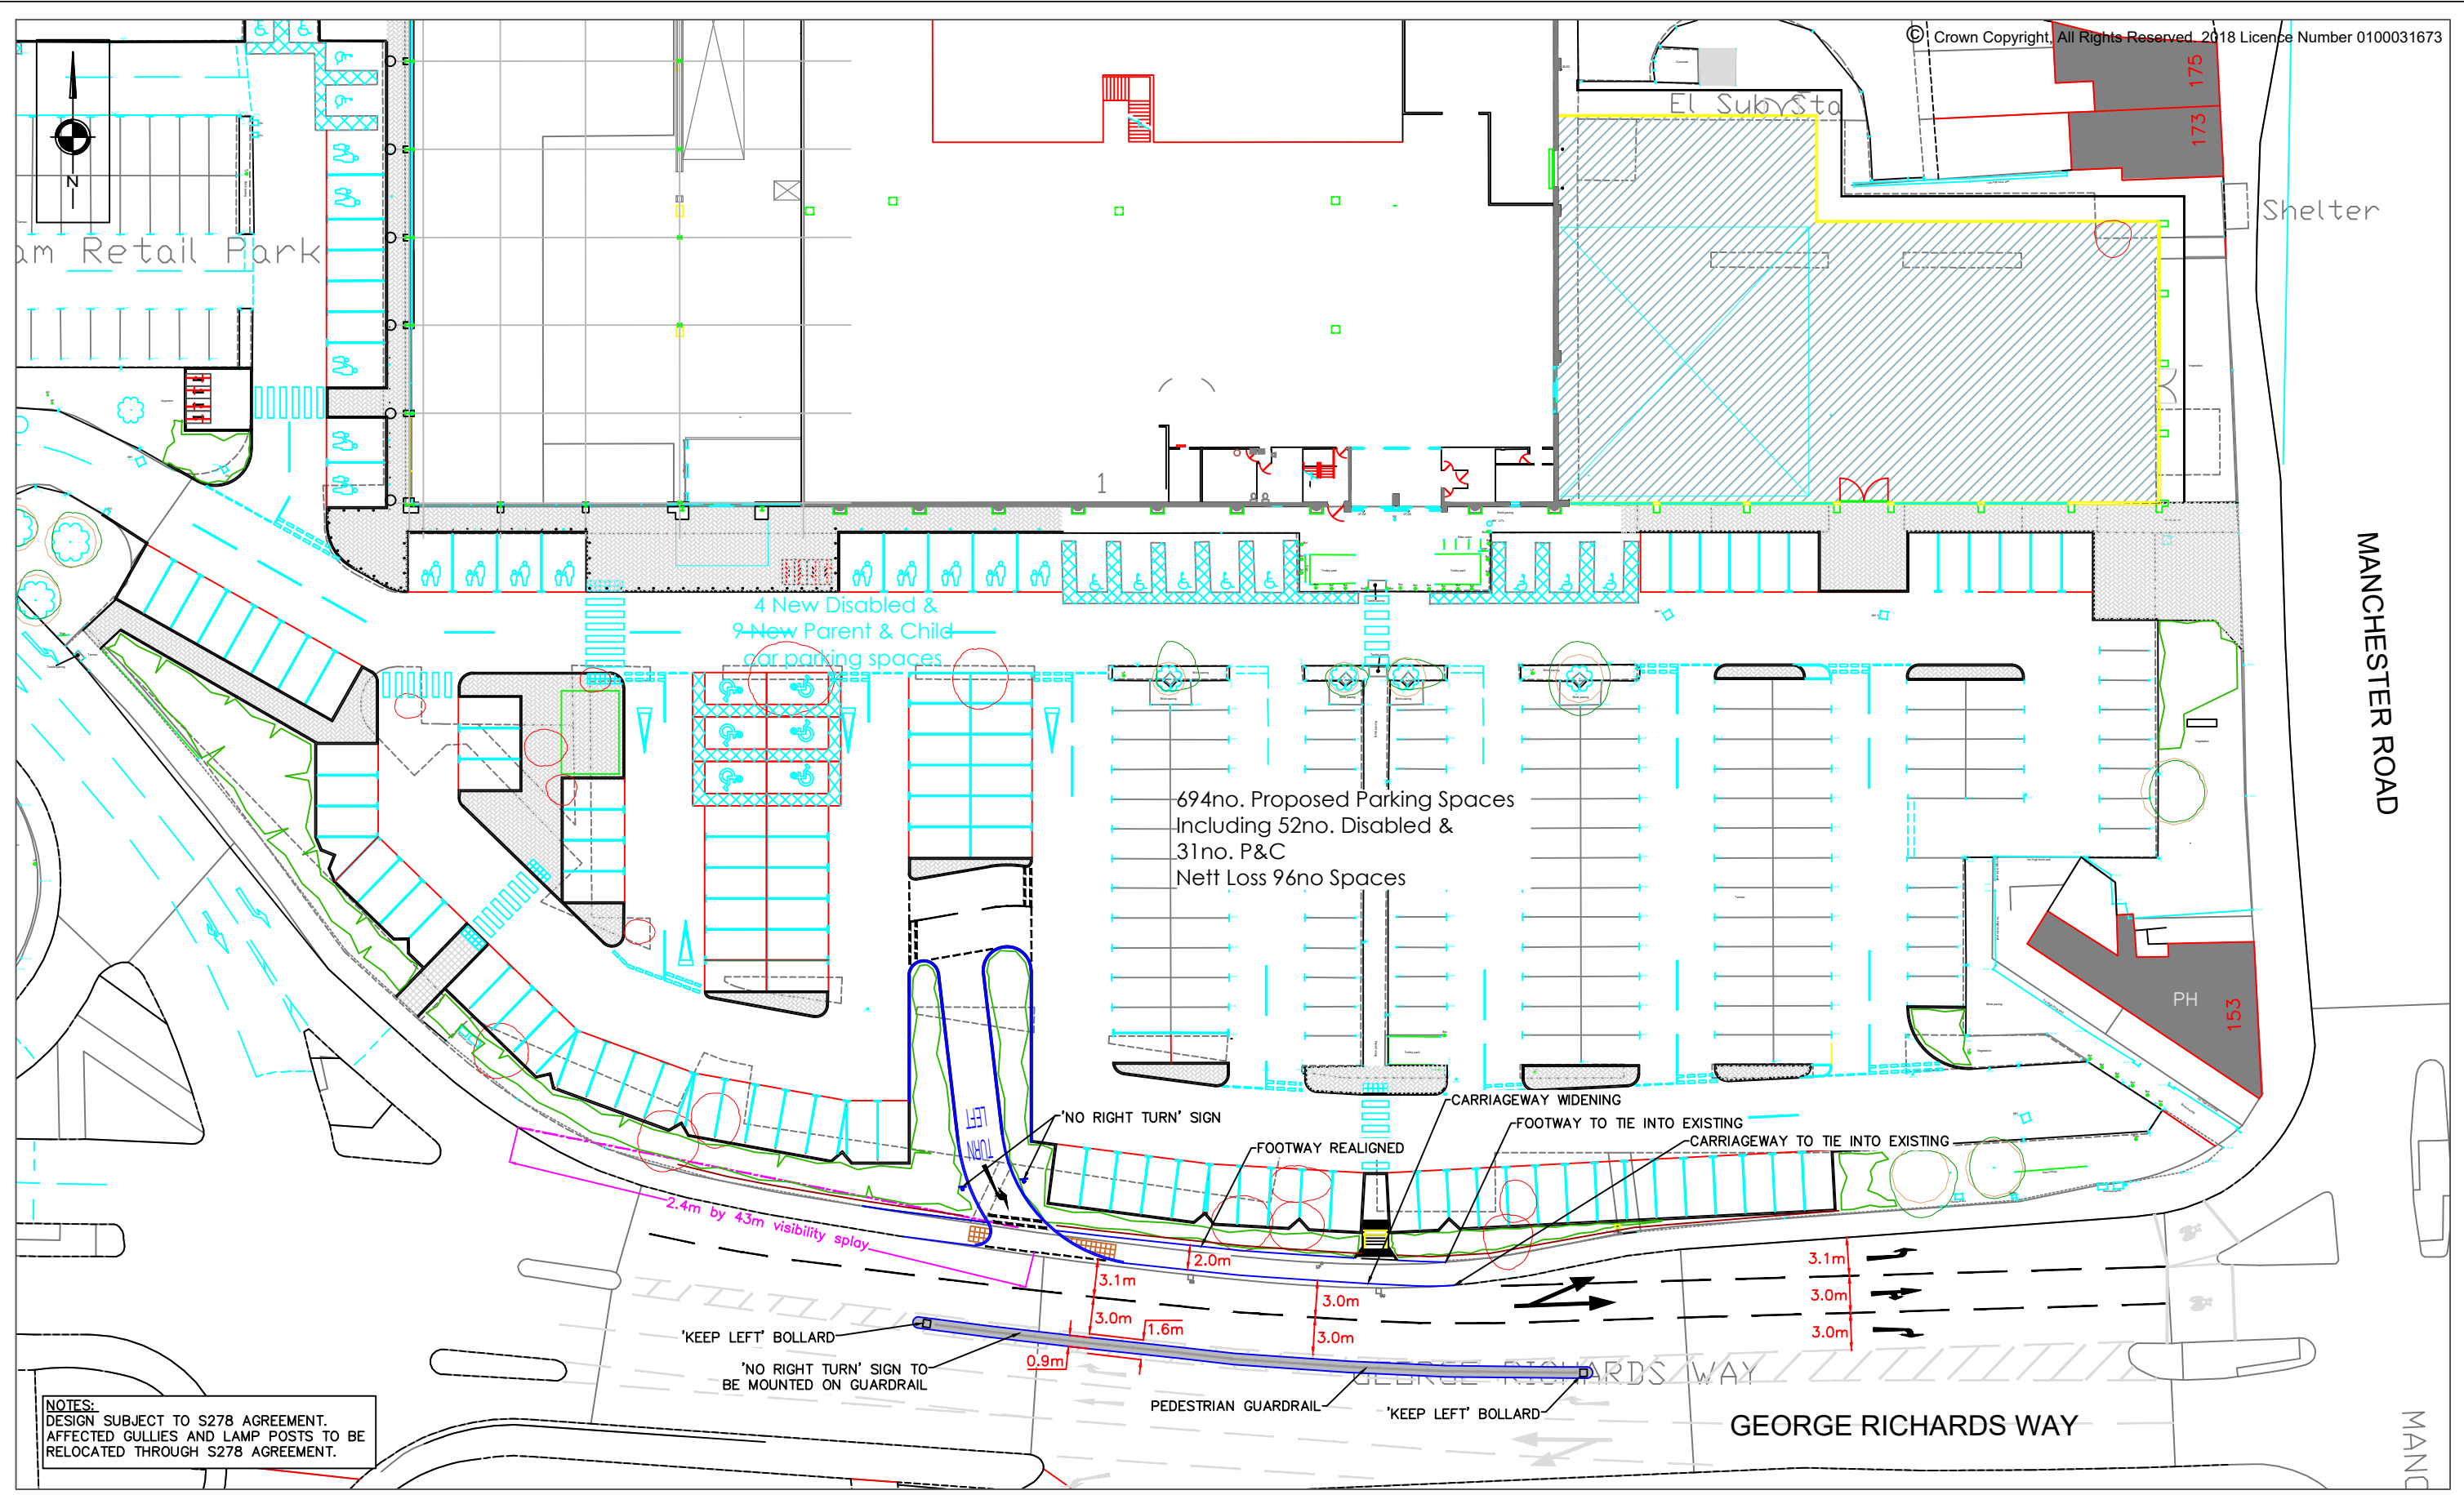 © Crown Copyright, All Rights Reserved. 2018 Licence Number 0100031673
175
173
El Sub Sta
Shelter
N
am Retail Park
1
MANCHESTER ROAD
4 New Disabled &
9 New Parent & Child
car parking spaces
694no. Proposed Parking Spaces
Including 52no. Disabled &
31no. P&C
Nett Loss 96no Spaces
PH
153
TURN
LEFT
'NO RIGHT TURN' SIGN
FOOTWAY REALIGNED
CARRIAGEWAY WIDENING
FOOTWAY TO TIE INTO EXISTING
CARRIAGEWAY TO TIE INTO EXISTING
2.4m by 43m visibility splay
2.0m
3.1m
3.0m
1.6m
0.9m
3.0m
3.0m
3.1m
3.0m
3.0m
'KEEP LEFT' BOLLARD
'NO RIGHT TURN' SIGN TO
BE MOUNTED ON GUARDRAIL
PEDESTRIAN GUARDRAIL
'KEEP LEFT' BOLLARD
GEORGE RICHARDS WAY
GEORGE RICHARDS WAY
MANC
NOTES:
DESIGN SUBJECT TO S278 AGREEMENT.
AFFECTED GULLIES AND LAMP POSTS TO BE
RELOCATED THROUGH S278 AGREEMENT.